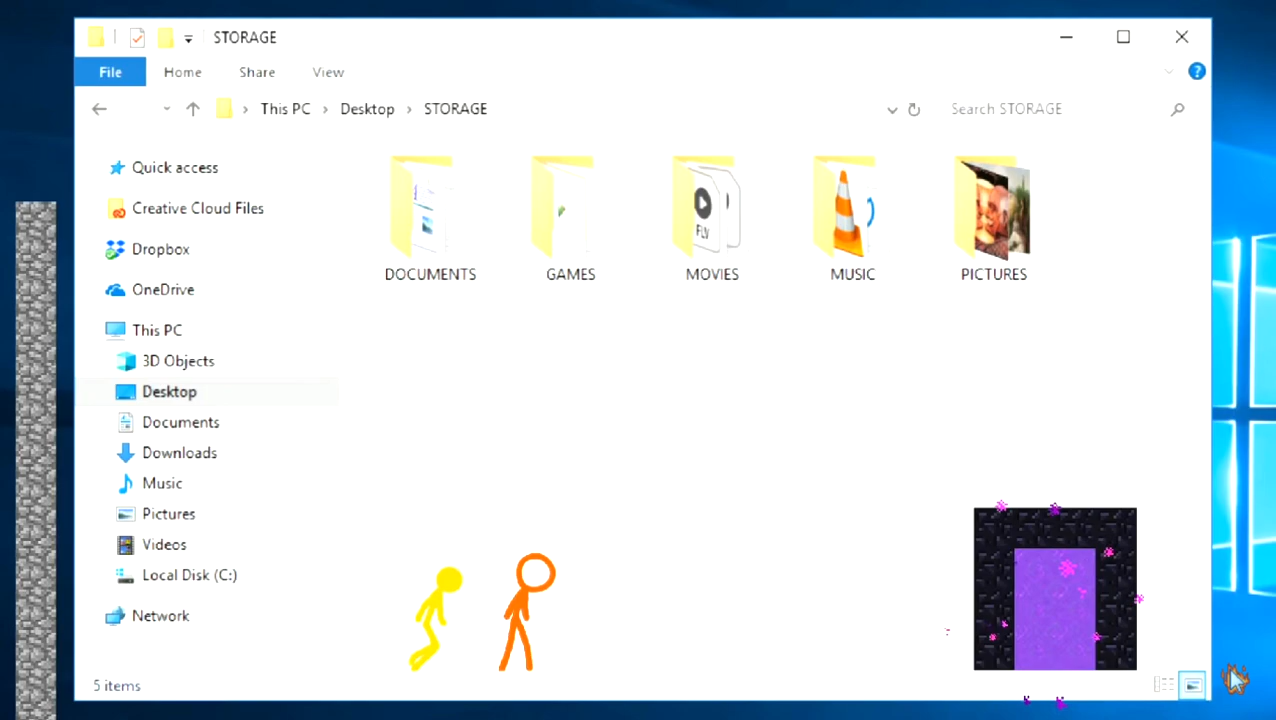 STORAGE
File Home Share View
This PC > Desktop > STORAGE
Search STORAGE
Quick access
Creative Cloud Files
Dropbox
OneDrive
This PC
3D Objects
Desktop
Documents
Downloads
Music
Pictures
Videos
Local Disk (C:)
Network
FLV
DOCUMENTS GAMES MOVIES MUSIC PICTURES
5 items